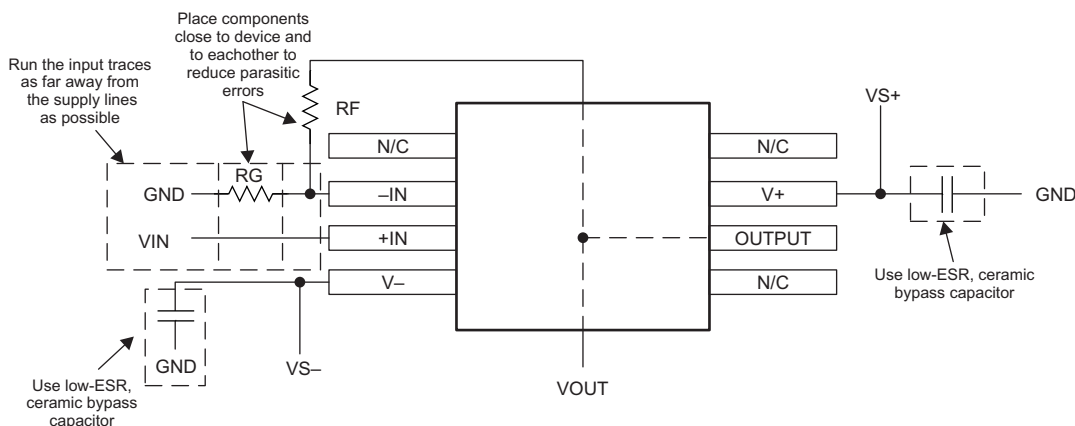 Place components
close to device and
to eachother to
reduce parasitic
errors
Run the input traces
as far away from
the supply lines
as possible
RF
VS+
N/C
N/C
RG
GND
–IN
V+
GND
VIN
+IN
OUTPUT
V–
N/C
Use low-ESR, ceramic
bypass capacitor
GND
VS–
VOUT
Use low-ESR,
ceramic bypass
capacitor